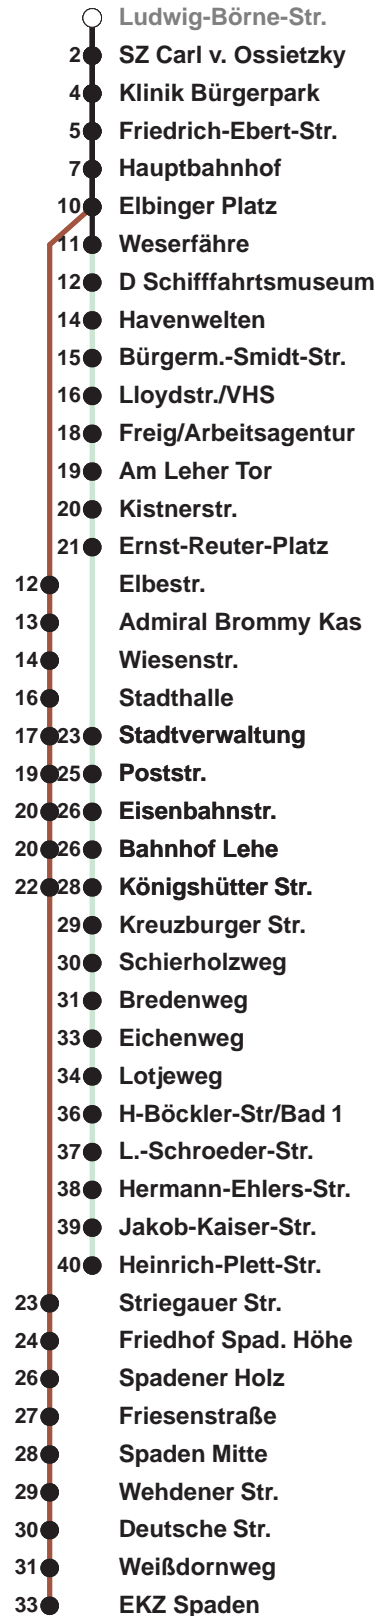 Ludwig-Börne-Str.
2 SZ Carl v. Ossietzky
4 Klinik Bürgerpark
5 Friedrich-Ebert-Str.
7 Hauptbahnhof
10 Elbinger Platz
11 Weserfähre
12 D Schifffahrtsmuseum
14 Havenwelten
15 Bürgerm.-Smidt-Str.
16 Lloydstr./VHS
18 Freig/Arbeitsagentur
19 Am Leher Tor
20 Kistnerstr.
21 Ernst-Reuter-Platz
12 Elbestr.
13 Admiral Brommy Kas
14 Wiesenstr.
16 Stadthalle
17 23 Stadtverwaltung
19 25 Poststr.
20 26 Eisenbahnstr.
20 26 Bahnhof Lehe
22 28 Königshütter Str.
29 Kreuzburger Str.
30 Schierholzweg
31 Bredenweg
33 Eichenweg
34 Lotjeweg
36 H-Böckler-Str/Bad 1
37 L.-Schroeder-Str.
38 Hermann-Ehlers-Str.
39 Jakob-Kaiser-Str.
40 Heinrich-Plett-Str.
23 Striegauer Str.
24 Friedhof Spad. Höhe
26 Spadener Holz
27 Friesenstraße
28 Spaden Mitte
29 Wehdener Str.
30 Deutsche Str.
31 Weißdornweg
33 EKZ Spaden